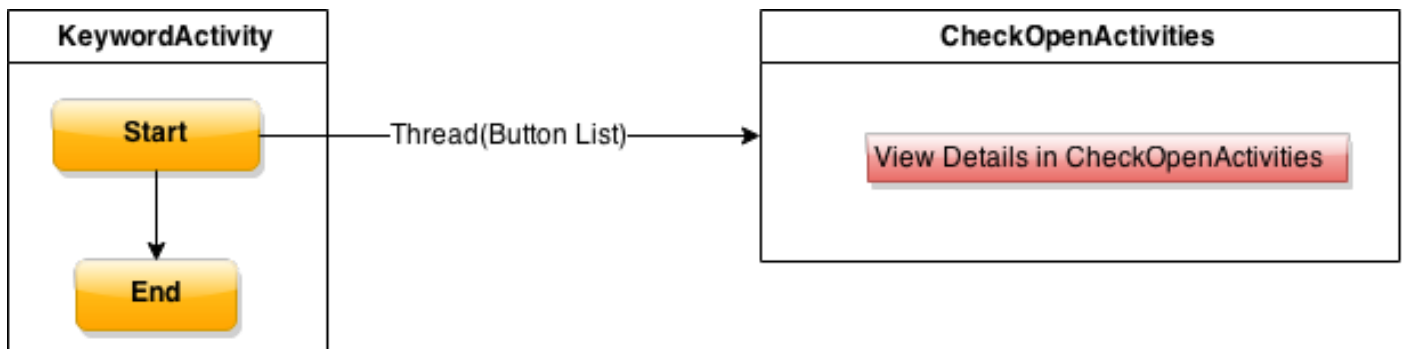 KeywordActivity
Start
End
Thread(Button List)
CheckOpenActivities
View Details in CheckOpenActivities